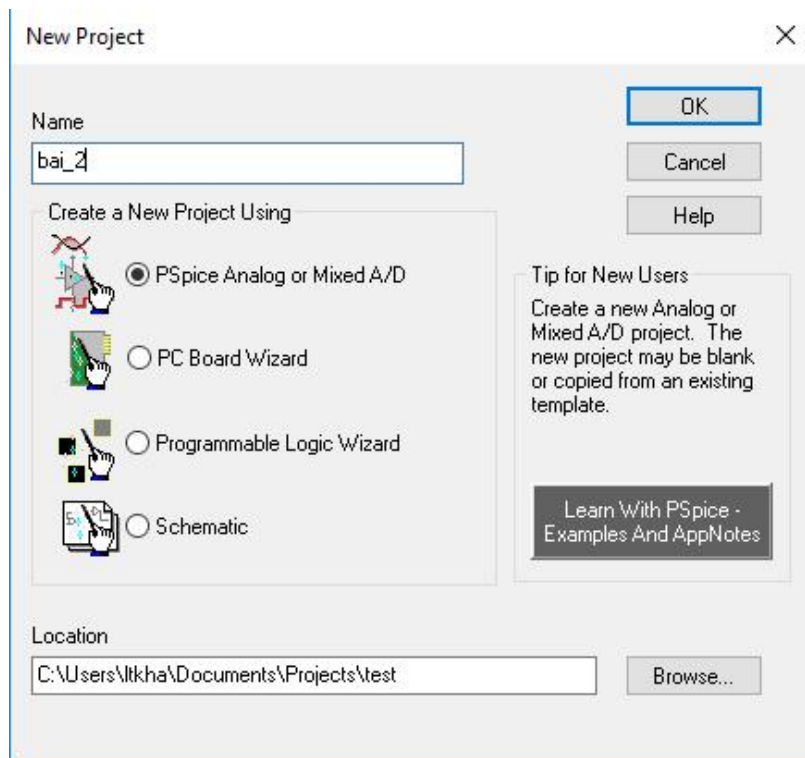 New Project
Name
bai_2
OK
Cancel
Help
Create a New Project Using
PSpice Analog or Mixed A/D
PC Board Wizard
Programmable Logic Wizard
Schematic
Tip for New Users
Create a new Analog or
Mixed A/D project. The
new project may be blank
or copied from an existing
template.
Learn With PSpice -
Examples And AppNotes
Location
C:\Users\ltkha\Documents\Projects\test
Browse...